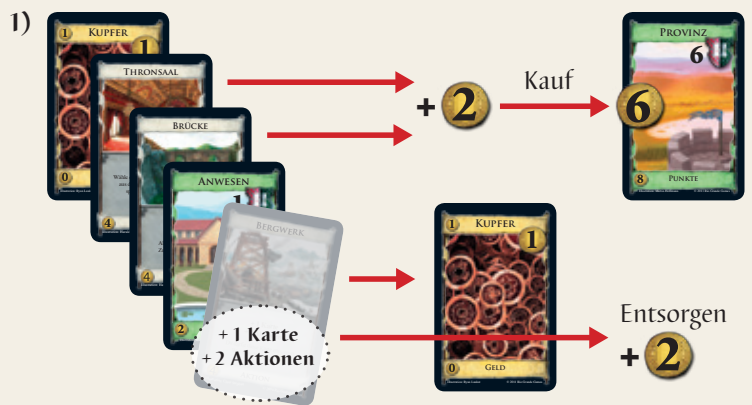 1)
1 KUPFER 1
THRONSAAL
BRÜCKE
ANWESEN
1
BERGWERK
0
4
4
2
+ 1 Karte
+ 2 Aktionen
+ 2
Kauf
PROVINZ
6
6
8 PUNKTE
1 KUPFER 1
0 GELD
Entsorgen
+ 2